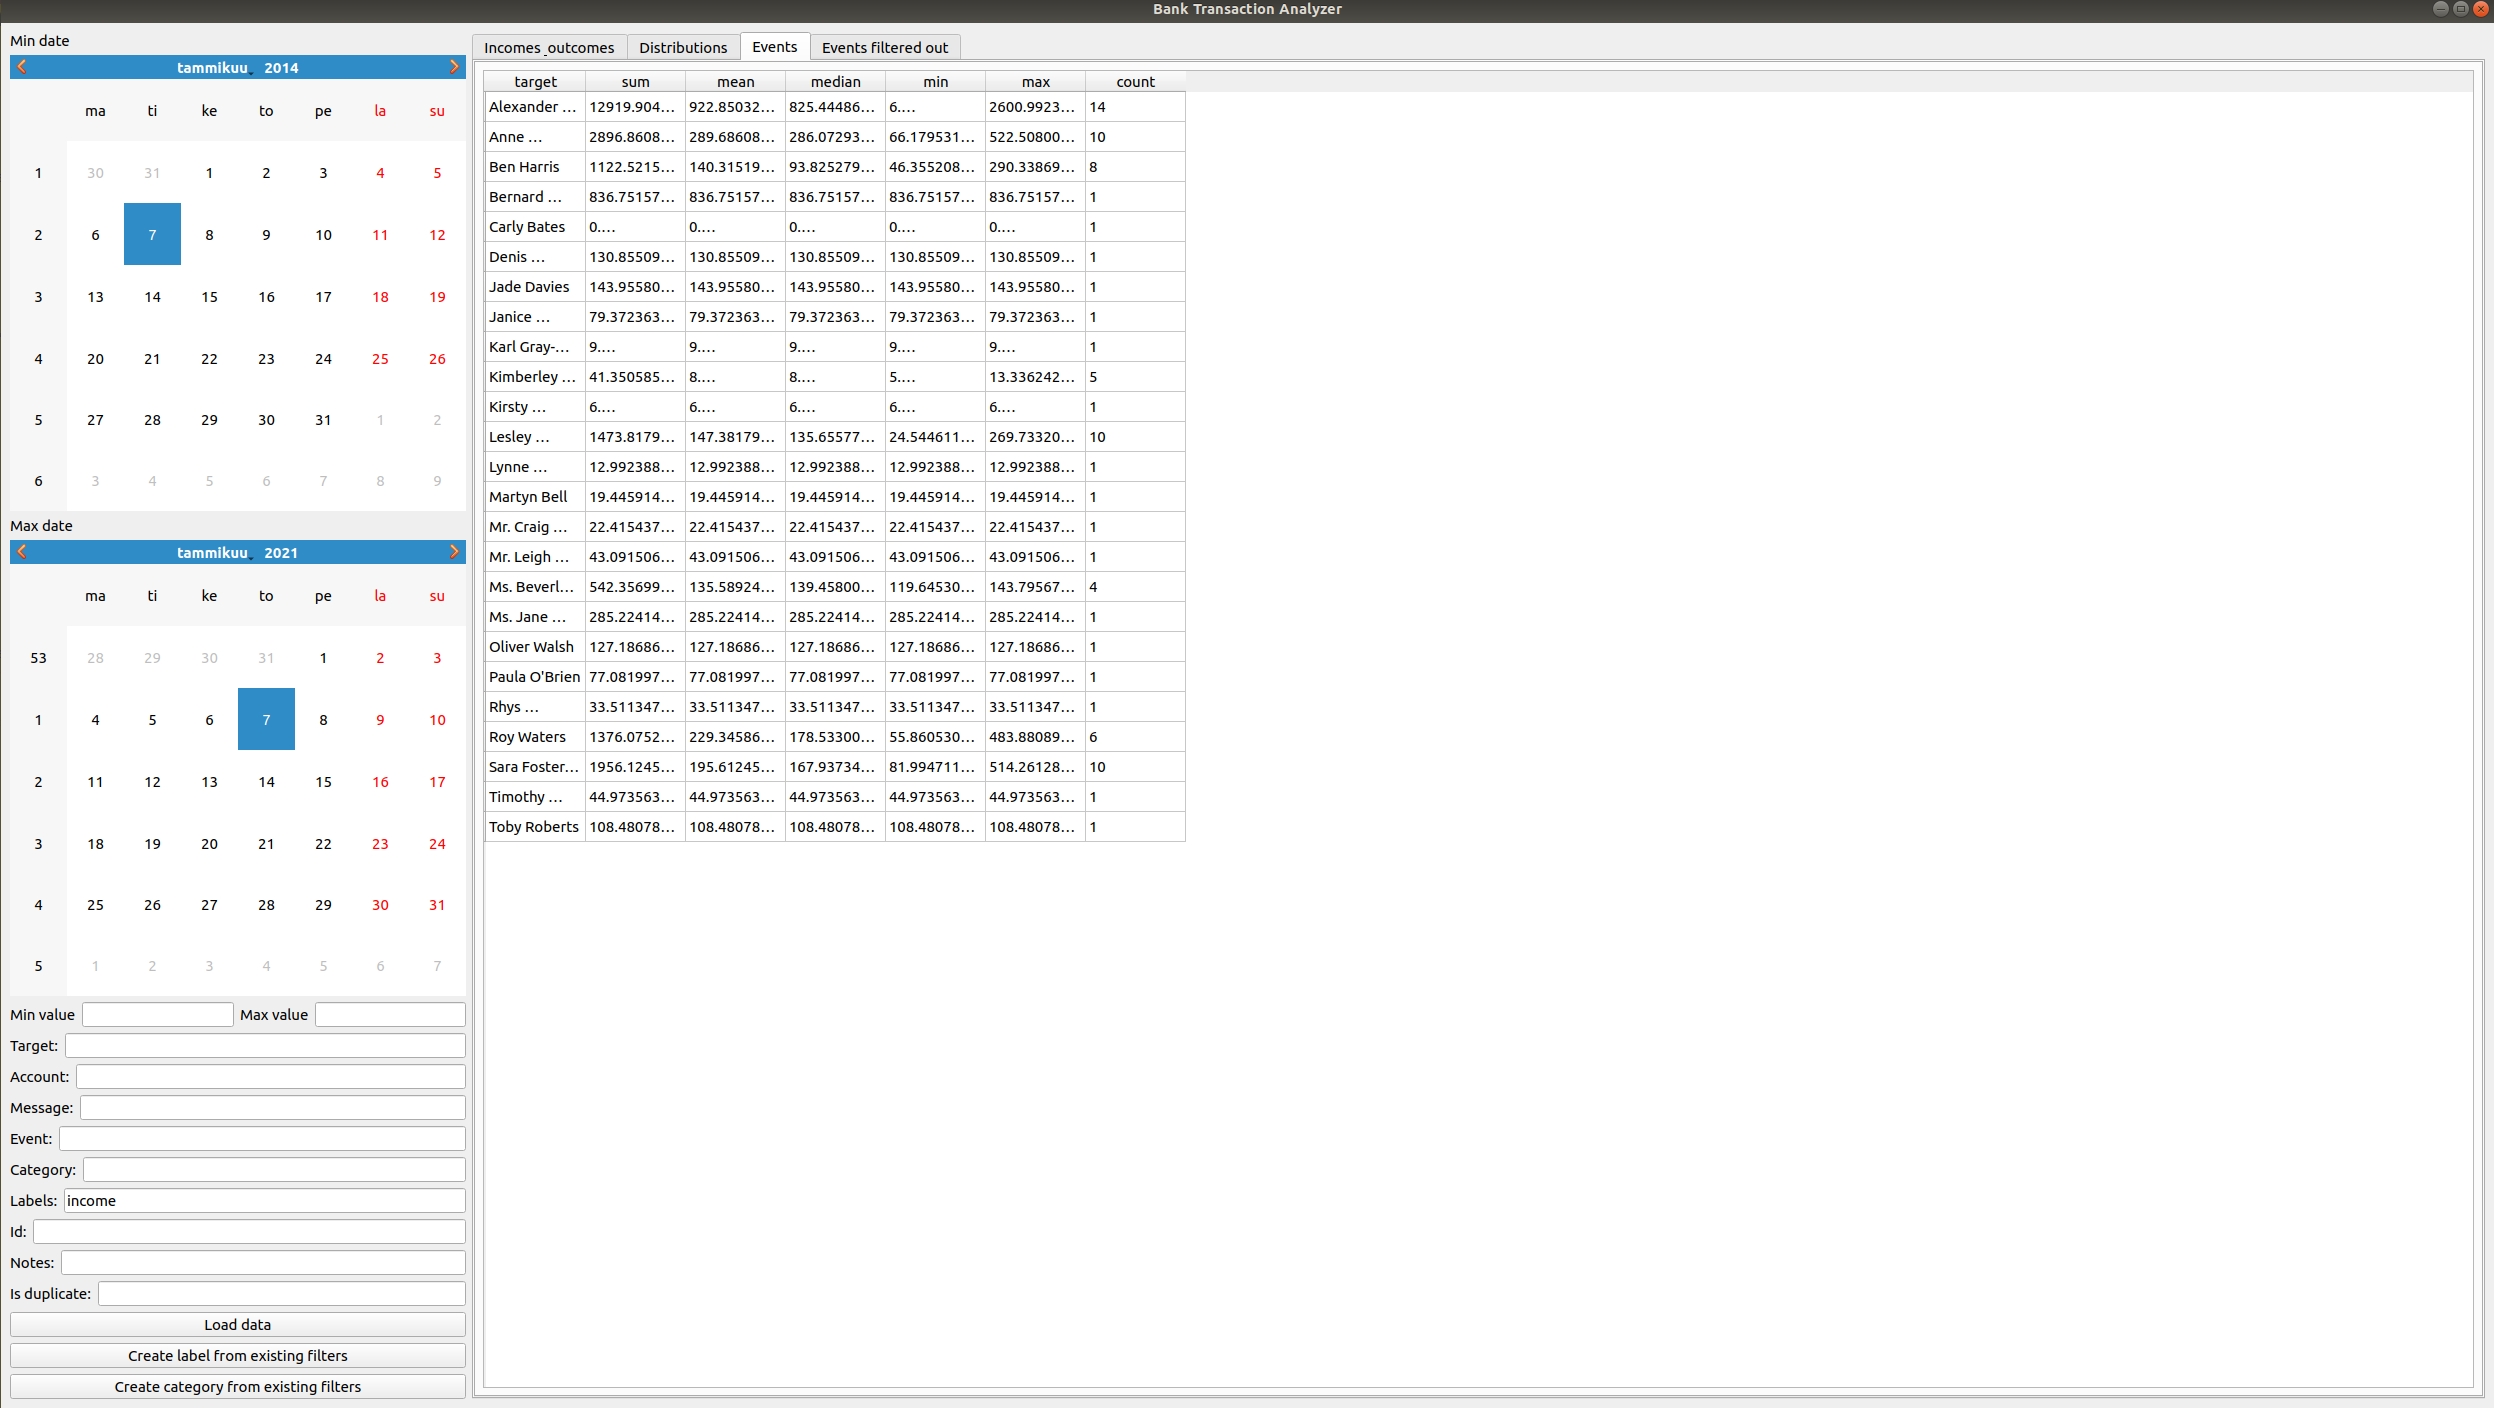 Bank Transaction Analyzer
Min date
tammikuu 2014
ma ti ke to pe la su
1 30 31 1 2 3 4 5
2 6 7 8 9 10 11 12
3 13 14 15 16 17 18 19
4 20 21 22 23 24 25 26
5 27 28 29 30 31 1 2
6 3 4 5 6 7 8 9
Max date
tammikuu 2021
ma ti ke to pe la su
53 28 29 30 31 1 2 3
1 4 5 6 7 8 9 10
2 11 12 13 14 15 16 17
3 18 19 20 21 22 23 24
4 25 26 27 28 29 30 31
5 1 2 3 4 5 6 7
Min value Max value
Target:
Account:
Message:
Event:
Category:
Labels: income
Id:
Notes:
Is duplicate:
Load data
Create label from existing filters
Create category from existing filters
Incomes_outcomes Distributions Events Events filtered out
target sum mean median min max count
Alexander … 12919.904… 922.85032… 825.44486… 6.… 2600.9923… 14
Anne … 2896.8608… 289.68608… 286.07293… 66.179531… 522.50800… 10
Ben Harris 1122.5215… 140.31519… 93.825279… 46.355208… 290.33869… 8
Bernard … 836.75157… 836.75157… 836.75157… 836.75157… 836.75157… 1
Carly Bates 0.… 0.… 0.… 0.… 0.… 1
Denis … 130.85509… 130.85509… 130.85509… 130.85509… 130.85509… 1
Jade Davies 143.95580… 143.95580… 143.95580… 143.95580… 143.95580… 1
Janice … 79.372363… 79.372363… 79.372363… 79.372363… 79.372363… 1
Karl Gray-… 9.… 9.… 9.… 9.… 9.… 1
Kimberley … 41.350585… 8.… 8.… 5.… 13.336242… 5
Kirsty … 6.… 6.… 6.… 6.… 6.… 1
Lesley … 1473.8179… 147.38179… 135.65577… 24.544611… 269.73320… 10
Lynne … 12.992388… 12.992388… 12.992388… 12.992388… 12.992388… 1
Martyn Bell 19.445914… 19.445914… 19.445914… 19.445914… 19.445914… 1
Mr. Craig … 22.415437… 22.415437… 22.415437… 22.415437… 22.415437… 1
Mr. Leigh … 43.091506… 43.091506… 43.091506… 43.091506… 43.091506… 1
Ms. Beverl… 542.35699… 135.58924… 139.45800… 119.64530… 143.79567… 4
Ms. Jane … 285.22414… 285.22414… 285.22414… 285.22414… 285.22414… 1
Oliver Walsh 127.18686… 127.18686… 127.18686… 127.18686… 127.18686… 1
Paula O'Brien 77.081997… 77.081997… 77.081997… 77.081997… 77.081997… 1
Rhys … 33.511347… 33.511347… 33.511347… 33.511347… 33.511347… 1
Roy Waters 1376.0752… 229.34586… 178.53300… 55.860530… 483.88089… 6
Sara Foster… 1956.1245… 195.61245… 167.93734… 81.994711… 514.26128… 10
Timothy … 44.973563… 44.973563… 44.973563… 44.973563… 44.973563… 1
Toby Roberts 108.48078… 108.48078… 108.48078… 108.48078… 108.48078… 1